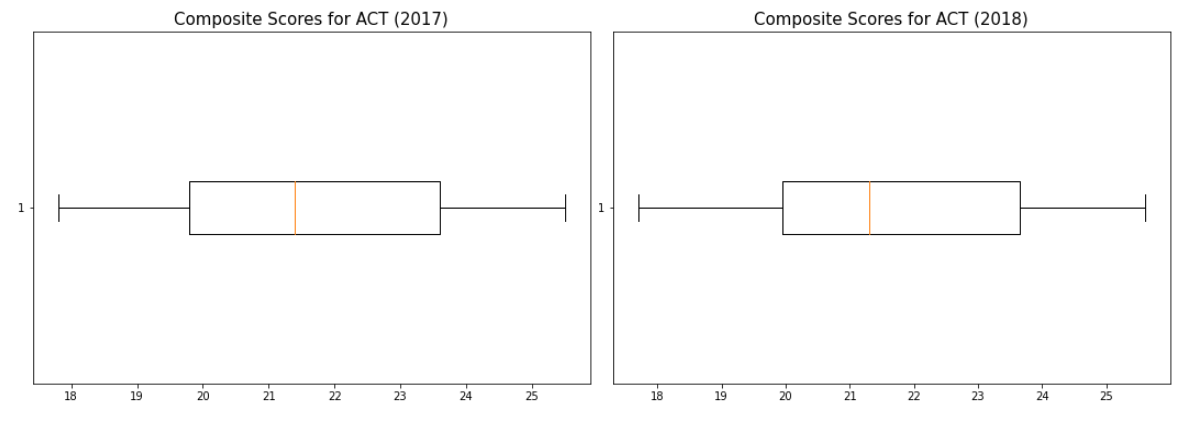 Composite Scores for ACT (2017)
1
18 19 20 21 22 23 24 25
Composite Scores for ACT (2018)
1
18 19 20 21 22 23 24 25